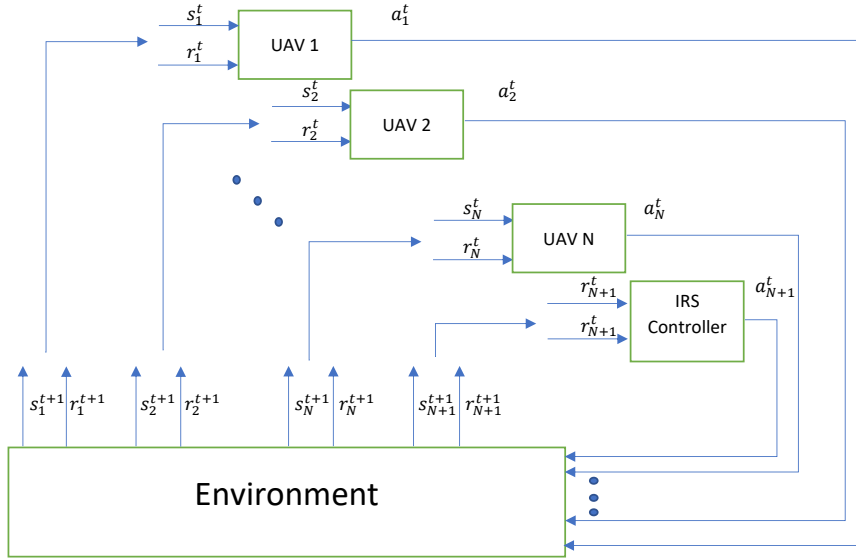 $s_1^t$
$a_1^t$
UAV 1
$r_1^t$
$s_2^t$
$a_2^t$
UAV 2
$r_2^t$
$s_N^t$
$a_N^t$
UAV N
$r_N^t$
$r_{N+1}^t$
$a_{N+1}^t$
IRS
Controller
$r_{N+1}^t$
$s_1^{t+1}$ $r_1^{t+1}$ $s_2^{t+1}$ $r_2^{t+1}$ $s_N^{t+1}$ $r_N^{t+1}$ $s_{N+1}^{t+1}$ $r_{N+1}^{t+1}$
Environment